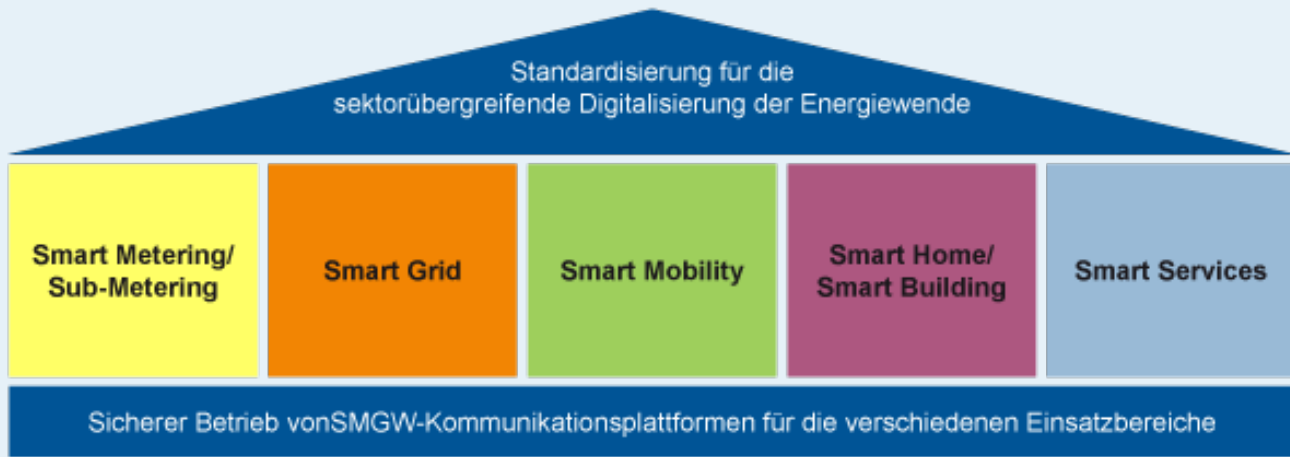 Standardisierung für die
sektorübergreifende Digitalisierung der Energiewende
Smart Metering/
Sub-Metering
Smart Grid
Smart Mobility
Smart Home/
Smart Building
Smart Services
Sicherer Betrieb vonSMGW-Kommunikationsplattformen für die verschiedenen Einsatzbereiche